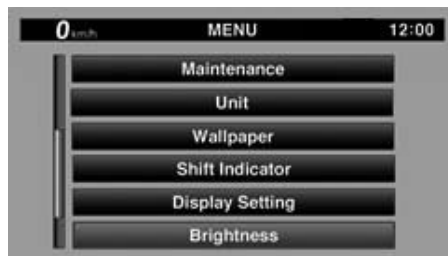 0 km/h MENU 12:00
Maintenance
Unit
Wallpaper
Shift Indicator
Display Setting
Brightness